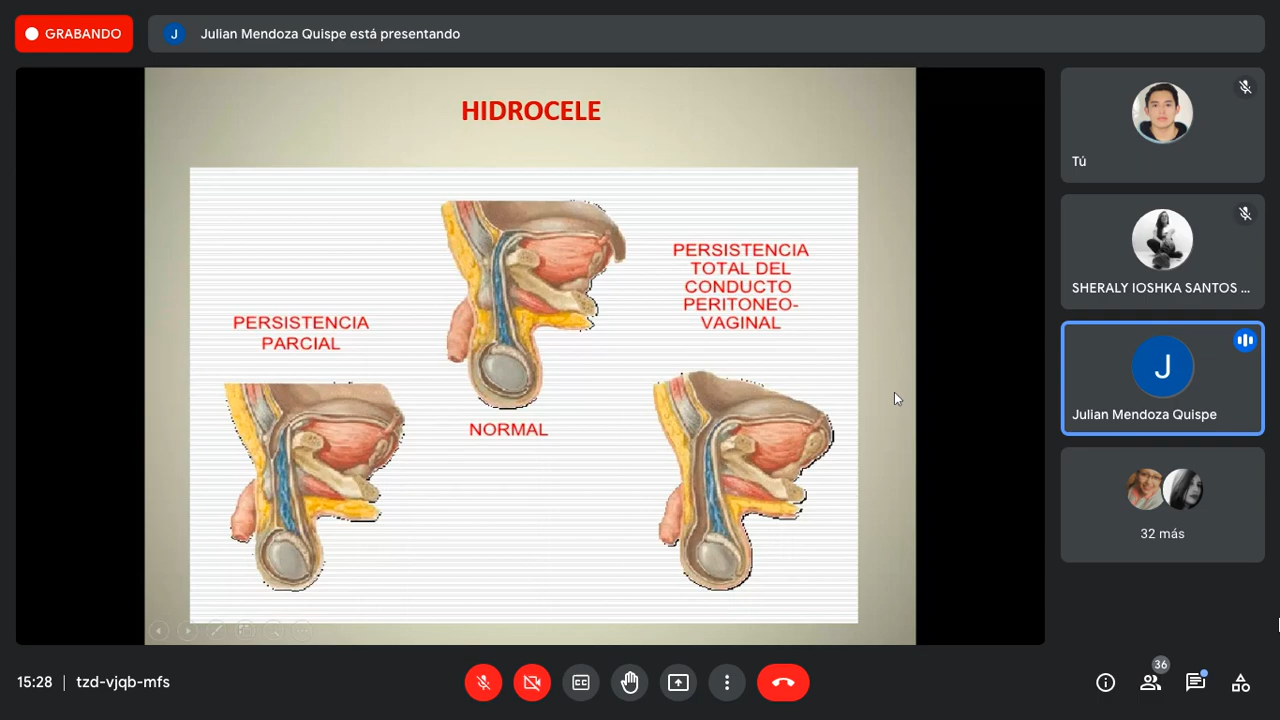 GRABANDO
J
Julian Mendoza Quispe está presentando
HIDROCELE
PERSISTENCIA
TOTAL DEL
CONDUCTO
PERITONEO-
VAGINAL
PERSISTENCIA
PARCIAL
NORMAL
Tú
SHERALY IOSHKA SANTOS ...
J
Julian Mendoza Quispe
32 más
15:28 | tzd-vjqb-mfs
CC
36